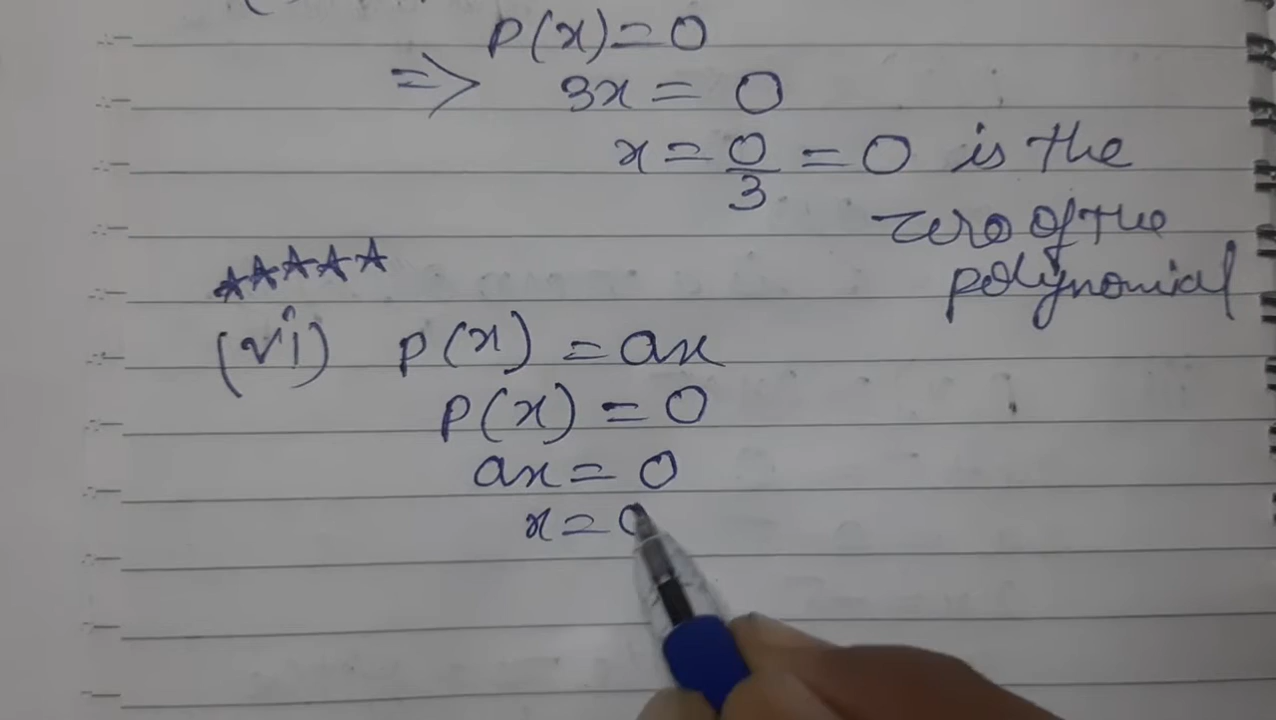 P(x)=0
=> 3x = 0
x = 0/3 = 0 is the
zero of the
polynomial
★★★★★
(vi) P(x) = ax
P(x) = 0
ax = 0
x = 0